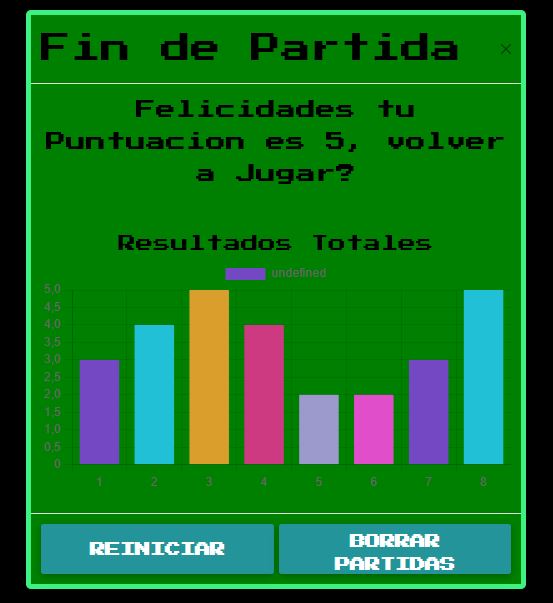 Fin de Partida ×
Felicidades tu
Puntuacion es 5, volver
a Jugar?
Resultados Totales
undefined
5,0
4,5
4,0
3,5
3,0
2,5
2,0
1,5
1,0
0,5
0
1 2 3 4 5 6 7 8
REINICIAR
BORRAR
PARTIDAS